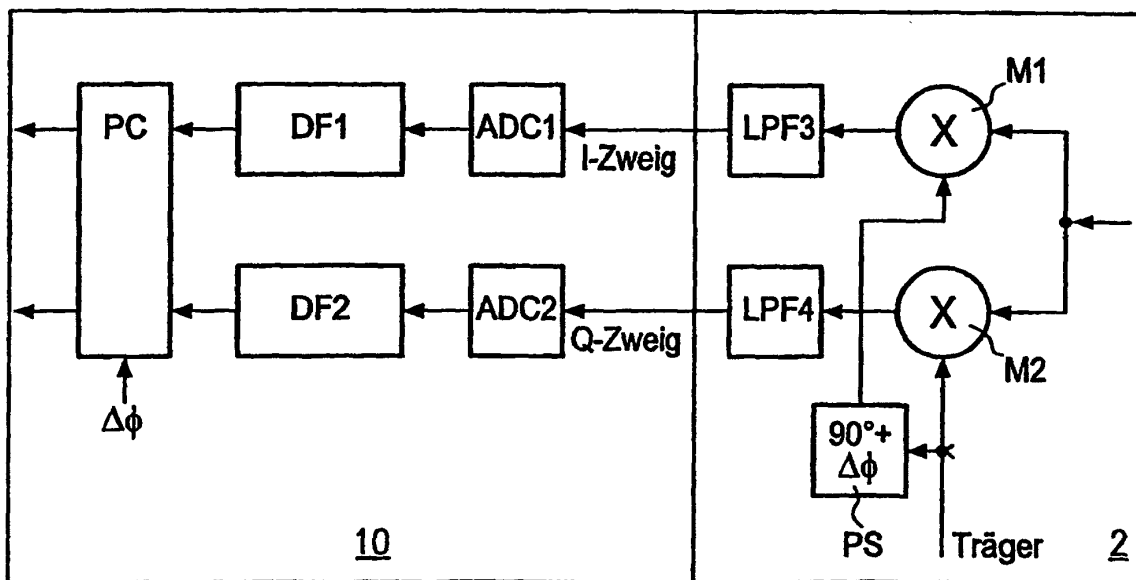 M1
PC
DF1
ADC1
LPF3
X
I-Zweig
DF2
ADC2
LPF4
X
Q-Zweig
M2
Δϕ
90°+
Δϕ
10
PS
Träger
2